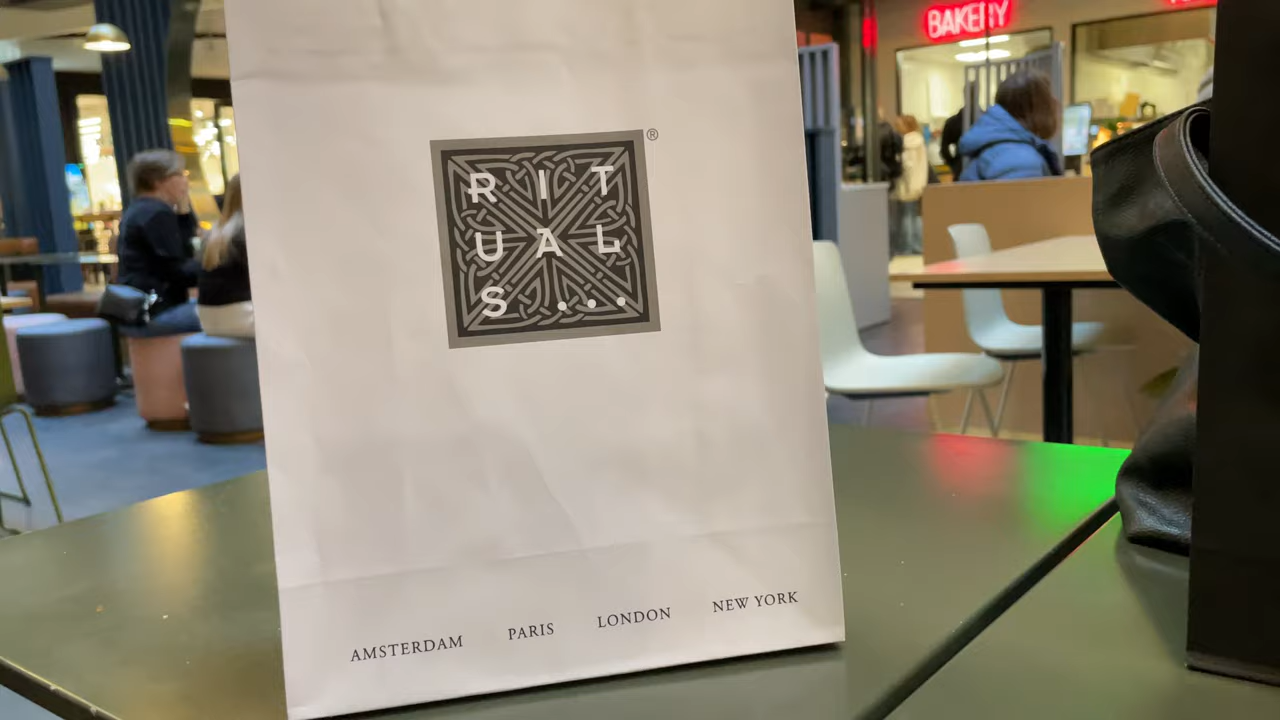 BAKERY
®
RIT
UAL
S...
AMSTERDAM PARIS LONDON NEW YORK